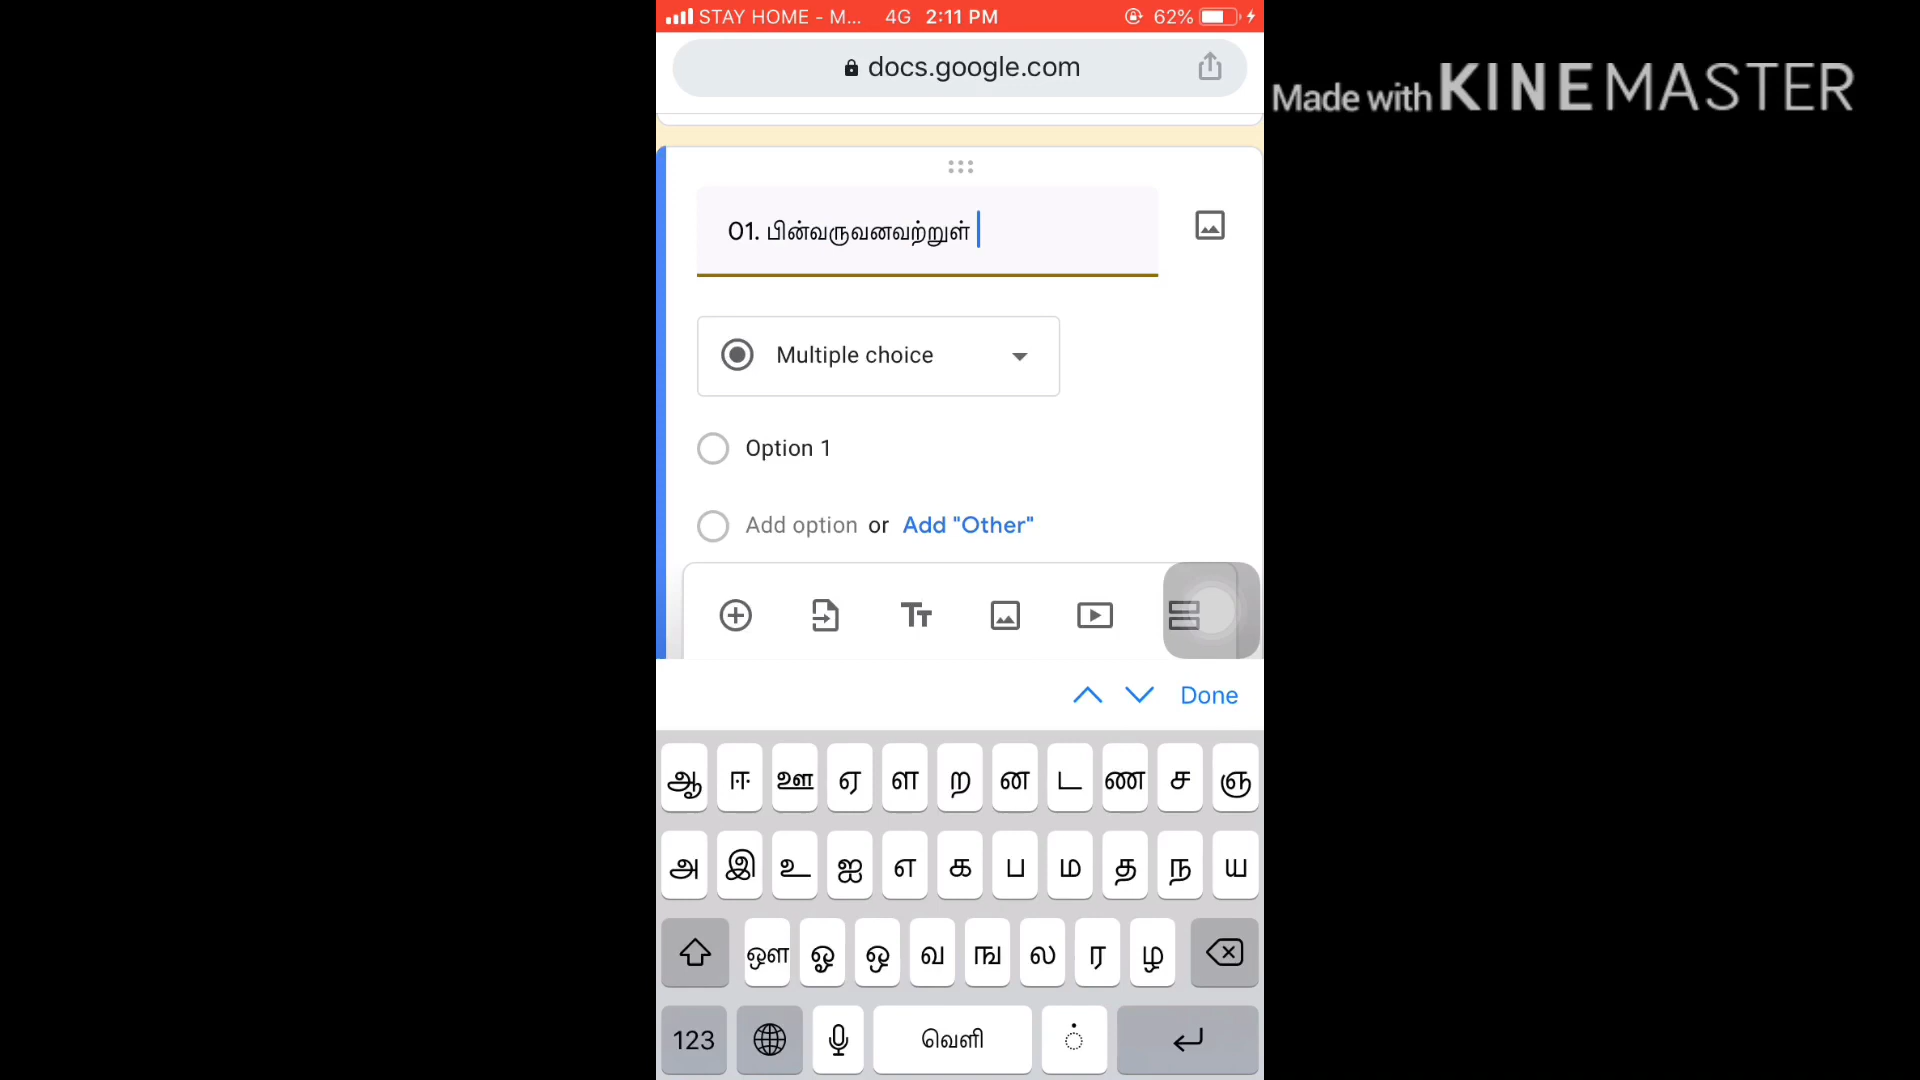 STAY HOME - M... 4G 2:11 PM 62%
docs.google.com
Made with KINEMASTER
01. பின்வருவனவற்றுள்
Multiple choice
Option 1
Add option or Add "Other"
Tт
Done
ஆ ஈ ஊ ஏ ள ற ன ட ண ச ஞ
அ இ உ ஐ எ க ப ம த ந ய
ஔ ஓ ஒ வ ங ல ர ழ
123 வெளி ்